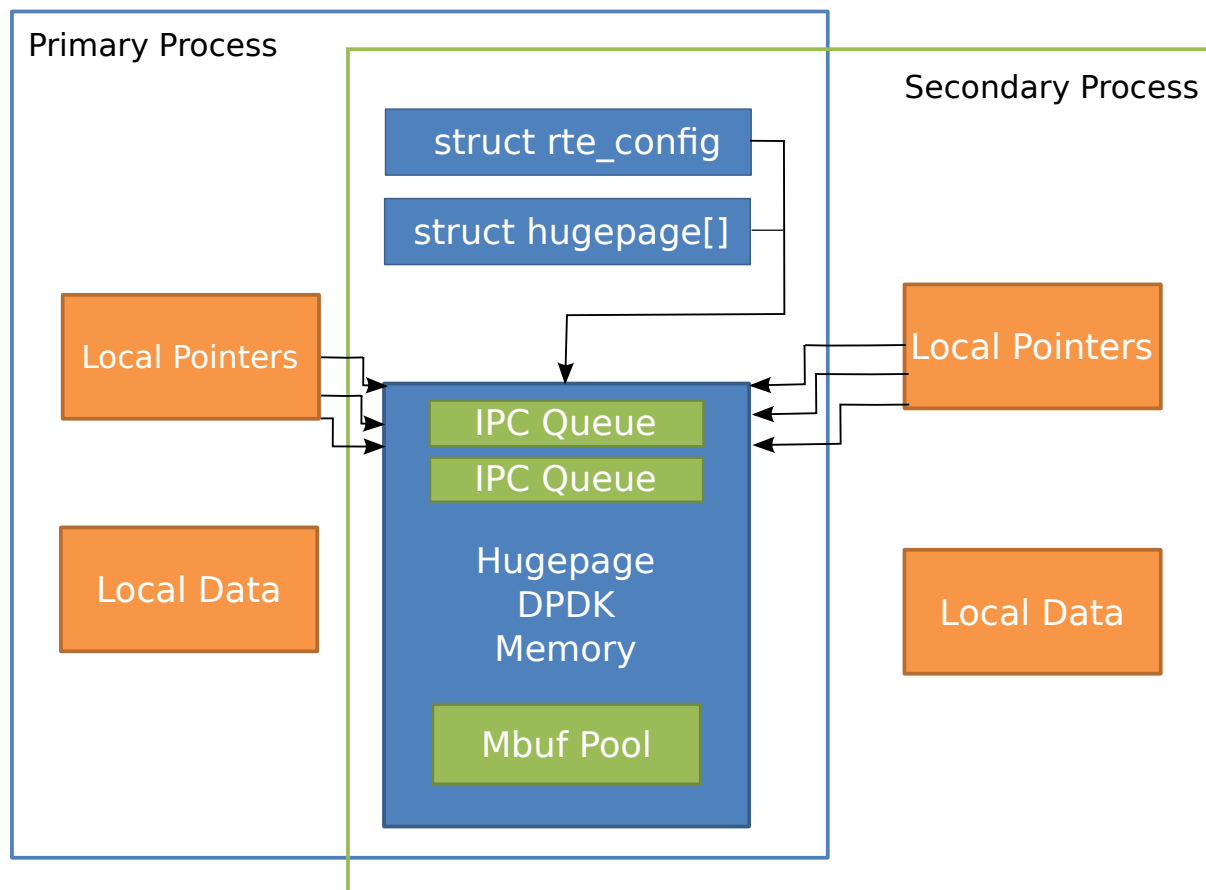 Primary Process
Secondary Process
struct rte_config
struct hugepage[]
Local Pointers
Local Pointers
IPC Queue
IPC Queue
Hugepage
DPDK
Memory
Local Data
Local Data
Mbuf Pool